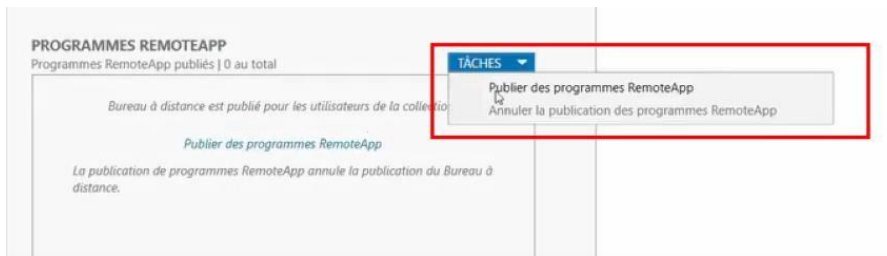 PROGRAMMES REMOTEAPP
Programmes RemoteApp publiés | 0 au total
TÂCHES
Publier des programmes RemoteApp
Annuler la publication des programmes RemoteApp
Bureau à distance est publié pour les utilisateurs de la
Publier des programmes RemoteApp
La publication de programmes RemoteApp annule la publication du Bureau à
distance.